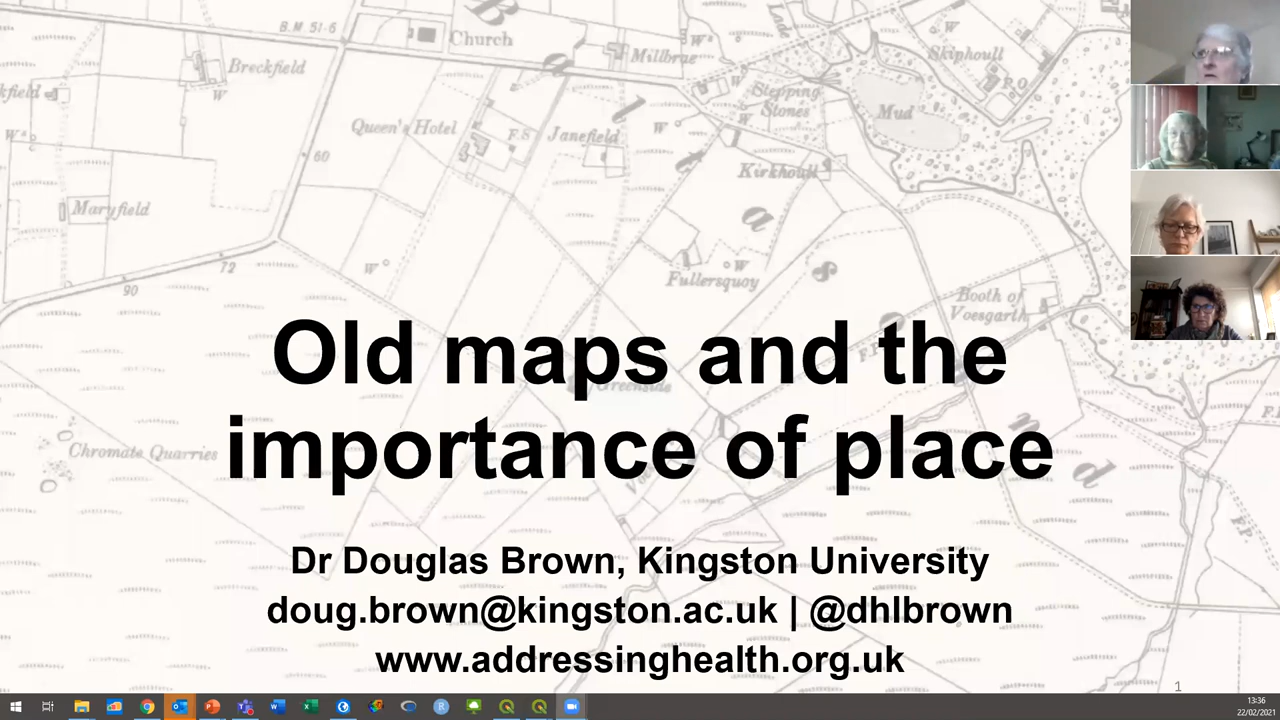 B.M. 51·6
Church
Breckfield
W
Millbrae
W
W
Skiphoull
P.O.
Stepping
Stones
Mud
W
Queen's Hotel
F.S
Janefield
W
60
Kirkhoull
Maryfield
72
90
W
W
Fullersquoy
Booth of
Voesgarth
Old maps and the
Greenside
importance of place
Chromate Quarries
Dr Douglas Brown, Kingston University
doug.brown@kingston.ac.uk | @dhlbrown
www.addressinghealth.org.uk
1
13:36
22/02/2021